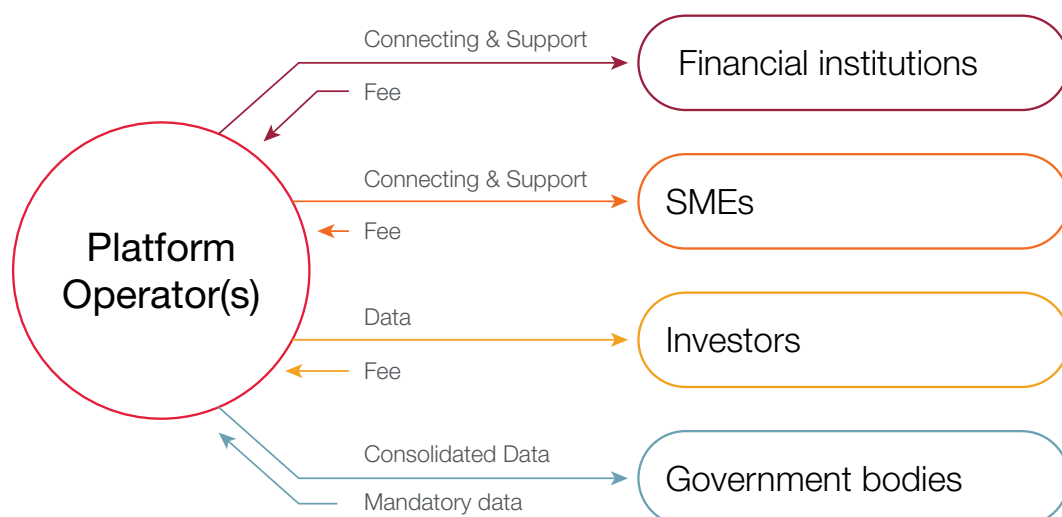 Connecting & Support
Financial institutions
Fee
Connecting & Support
SMEs
Fee
Platform
Operator(s)
Data
Investors
Fee
Consolidated Data
Government bodies
Mandatory data